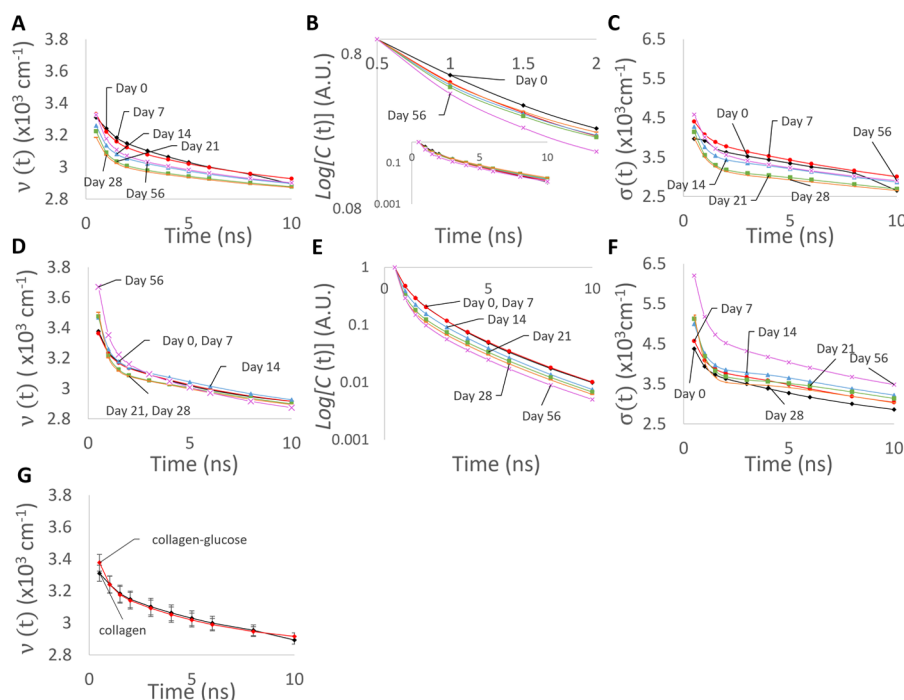 A
ν (t) (x10³ cm⁻¹)
3.8
3.6
3.4
3.2
3
2.8
0
5
10
Time (ns)
Day 0
Day 7
Day 14
Day 21
Day 28
Day 56
B
Log[C (t)] (A.U.)
0.8
0.08
0.5
1
1.5
2
Day 0
Day 56
0
5
10
0.1
0.001
Time (ns)
C
σ(t) (x10³cm⁻¹)
6.5
5.5
4.5
3.5
2.5
0
5
10
Time (ns)
Day 0
Day 7
Day 56
Day 14
Day 21
Day 28
D
ν (t) ( x10³ cm⁻¹)
3.8
3.6
3.4
3.2
3
2.8
0
5
10
Time (ns)
Day 56
Day 0, Day 7
Day 14
Day 21, Day 28
E
Log[C (t)] (A.U.)
1
0.1
0.01
0.001
0
5
10
Time (ns)
Day 0, Day 7
Day 14
Day 21
Day 28
Day 56
F
σ(t) (x10³ cm⁻¹)
6.5
5.5
4.5
3.5
2.5
0
5
10
Time (ns)
Day 7
Day 14
Day 21
Day 56
Day 0
Day 28
G
ν (t) (x10³ cm⁻¹)
3.8
3.6
3.4
3.2
3
2.8
0
5
10
Time (ns)
collagen-glucose
collagen